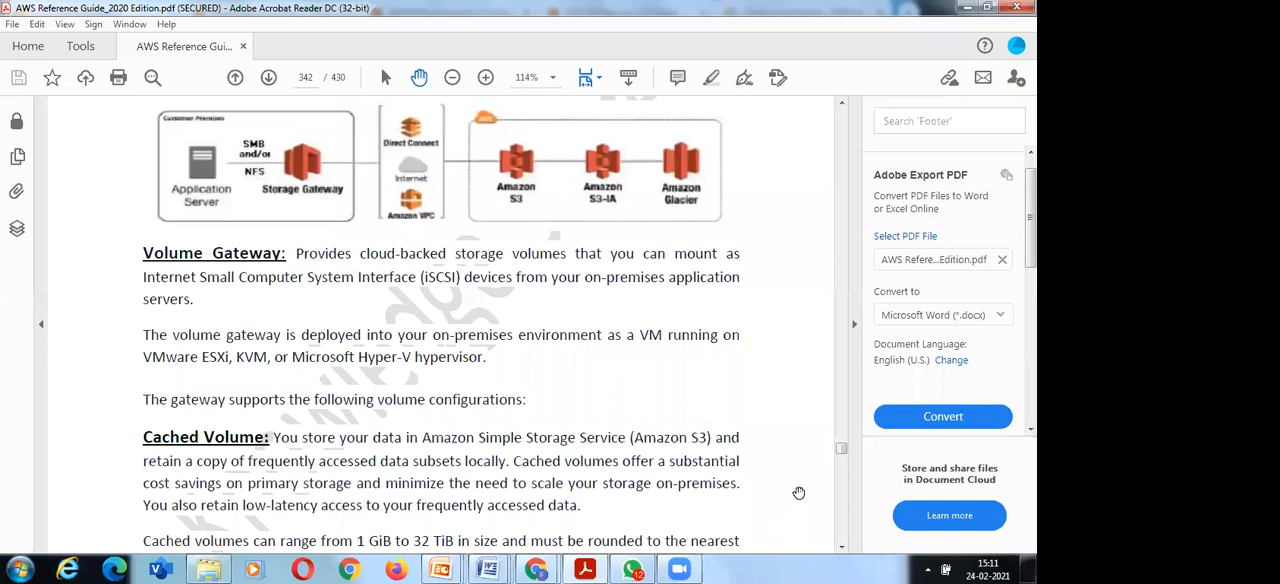 AWS Reference Guide_2020 Edition.pdf (SECURED) - Adobe Acrobat Reader DC (32-bit)
File Edit View Sign Window Help
Home Tools AWS Reference Gui... ×
342 / 430 114%
Customer Premises
SMB
and/or
NFS
Application
Server
Storage Gateway
Direct Connect
Internet
Amazon VPC
Amazon
S3
Amazon
S3-IA
Amazon
Glacier
Volume Gateway: Provides cloud-backed storage volumes that you can mount as
Internet Small Computer System Interface (iSCSI) devices from your on-premises application
servers.
The volume gateway is deployed into your on-premises environment as a VM running on
VMware ESXi, KVM, or Microsoft Hyper-V hypervisor.
The gateway supports the following volume configurations:
Cached Volume: You store your data in Amazon Simple Storage Service (Amazon S3) and
retain a copy of frequently accessed data subsets locally. Cached volumes offer a substantial
cost savings on primary storage and minimize the need to scale your storage on-premises.
You also retain low-latency access to your frequently accessed data.
Cached volumes can range from 1 GiB to 32 TiB in size and must be rounded to the nearest
Search 'Footer'
Adobe Export PDF
Convert PDF Files to Word
or Excel Online
Select PDF File
AWS Refere...Edition.pdf
Convert to
Microsoft Word (*.docx)
Document Language:
English (U.S.) Change
Convert
Store and share files
in Document Cloud
Learn more
12
15:11
24-02-2021